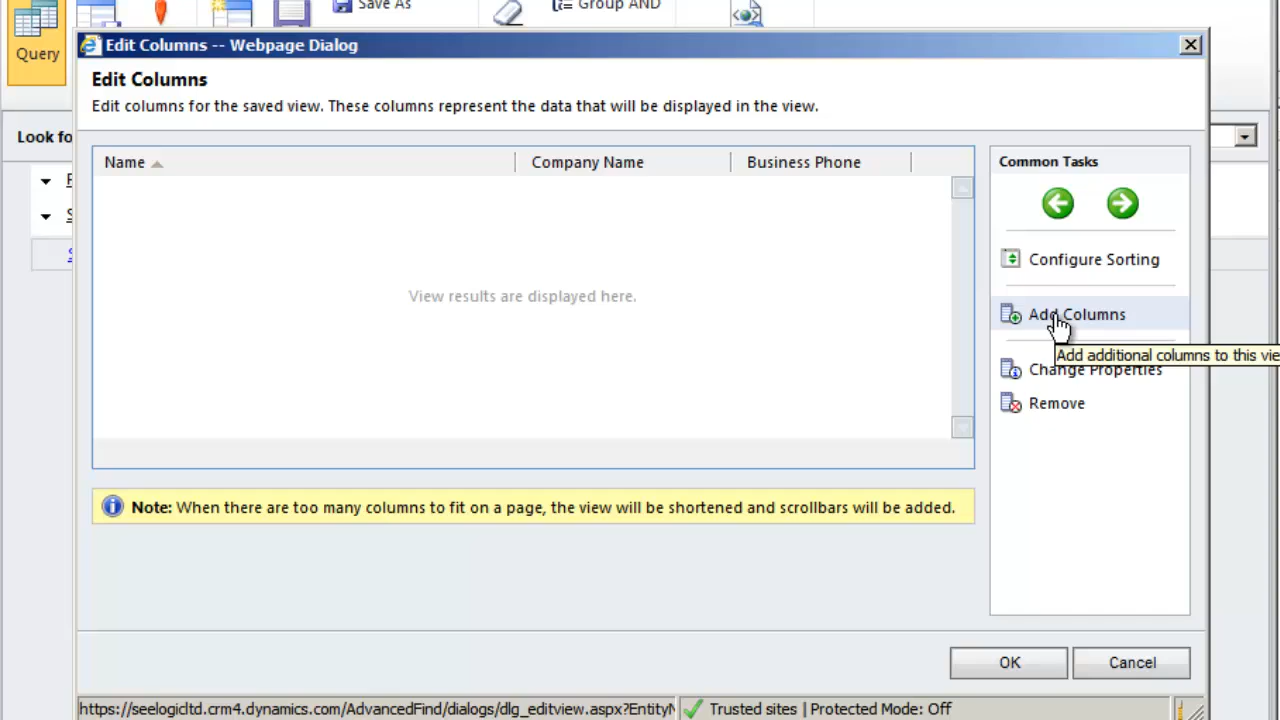 Save As
Group AND
Query
Edit Columns -- Webpage Dialog
Edit Columns
Edit columns for the saved view. These columns represent the data that will be displayed in the view.
Look fo
Name
Company Name
Business Phone
Common Tasks
View results are displayed here.
Configure Sorting
Add Columns
Add additional columns to this vie
Change Properties
Remove
Note: When there are too many columns to fit on a page, the view will be shortened and scrollbars will be added.
OK
Cancel
https://seelogicltd.crm4.dynamics.com/AdvancedFind/dialogs/dlg_editview.aspx?EntityN
Trusted sites | Protected Mode: Off